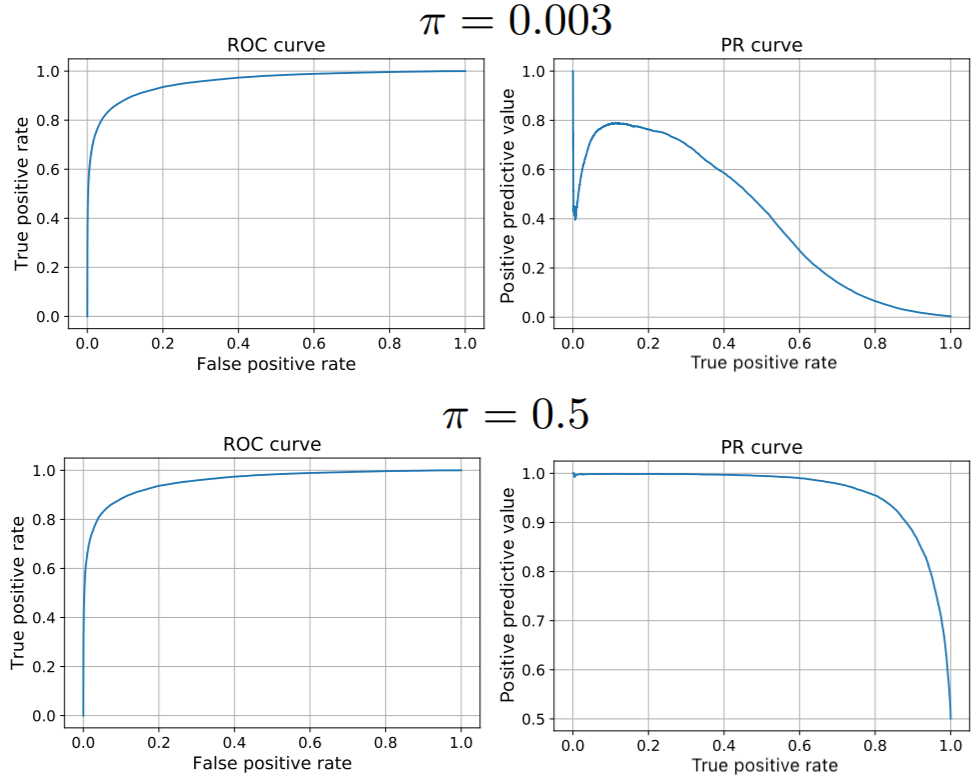 π = 0.003
ROC curve
PR curve
1.0
0.8
0.6
0.4
0.2
0.0
True positive rate
0.0 0.2 0.4 0.6 0.8 1.0
False positive rate
1.0
0.8
0.6
0.4
0.2
0.0
Positive predictive value
0.0 0.2 0.4 0.6 0.8 1.0
True positive rate
π = 0.5
ROC curve
PR curve
1.0
0.8
0.6
0.4
0.2
0.0
True positive rate
0.0 0.2 0.4 0.6 0.8 1.0
False positive rate
1.0
0.9
0.8
0.7
0.6
0.5
Positive predictive value
0.0 0.2 0.4 0.6 0.8 1.0
True positive rate